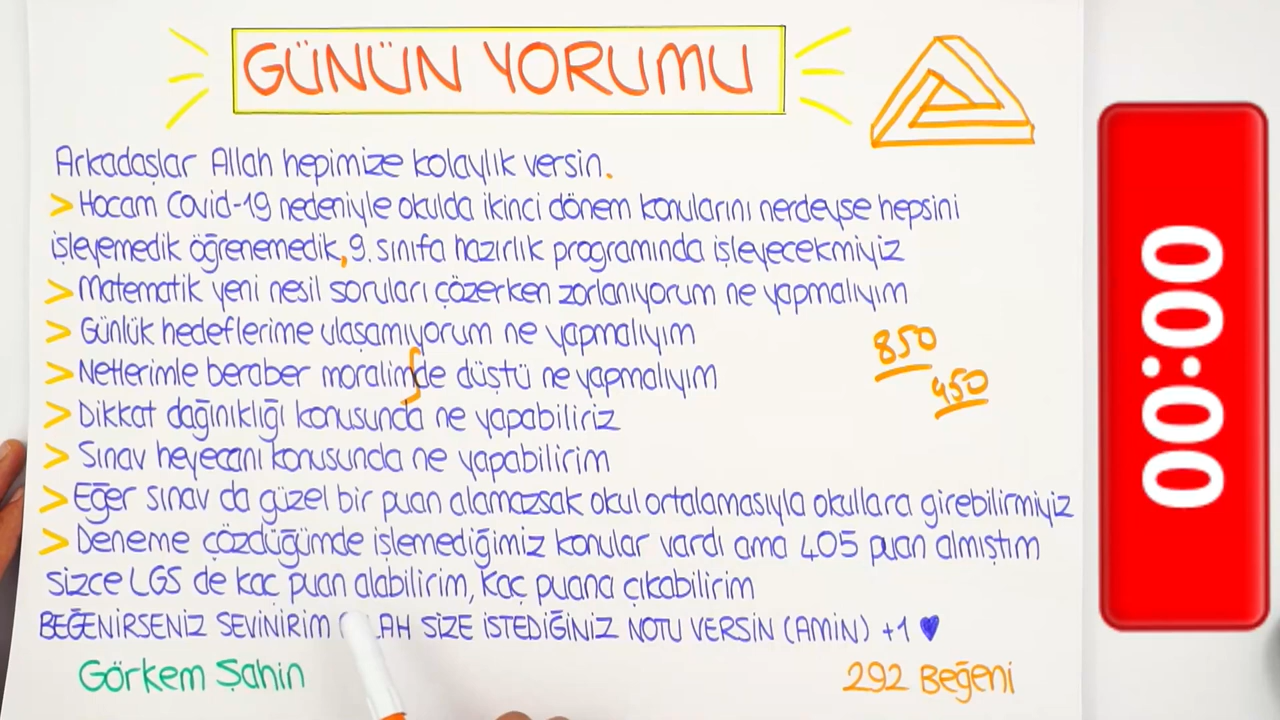 GÜNÜN YORUMU
Arkadaşlar Allah hepimize kolaylık versin.
> Hocam Covid-19 nedeniyle okulda ikinci dönem konularını nerdeyse hepsini
işleyemedik öğrenemedik, 9. sınıfa hazırlık programında işleyecekmiyiz
> Matematik yeni nesil soruları çözerken zorlanıyorum ne yapmalıyım
> Günlük hedeflerime ulaşamıyorum ne yapmalıyım
850
> Netlerimle beraber moralimde düştü ne yapmalıyım
450
> Dikkat dağınıklığı konusunda ne yapabiliriz
> Sınav heyecanı konusunda ne yapabilirim
> Eğer sınav da güzel bir puan alamazsak okul ortalamasıyla okullara girebilirmiyiz
> Deneme çözdüğümde işlemediğimiz konular vardı ama 405 puan almıştım
sizce LGS de kaç puan alabilirim, kaç puana çıkabilirim
BEĞENİRSENİZ SEVİNİRİM LAH SİZE İSTEDİĞİNİZ NOTU VERSİN (AMİN) +1 ♥
Görkem Şahin
292 Beğeni
00:00